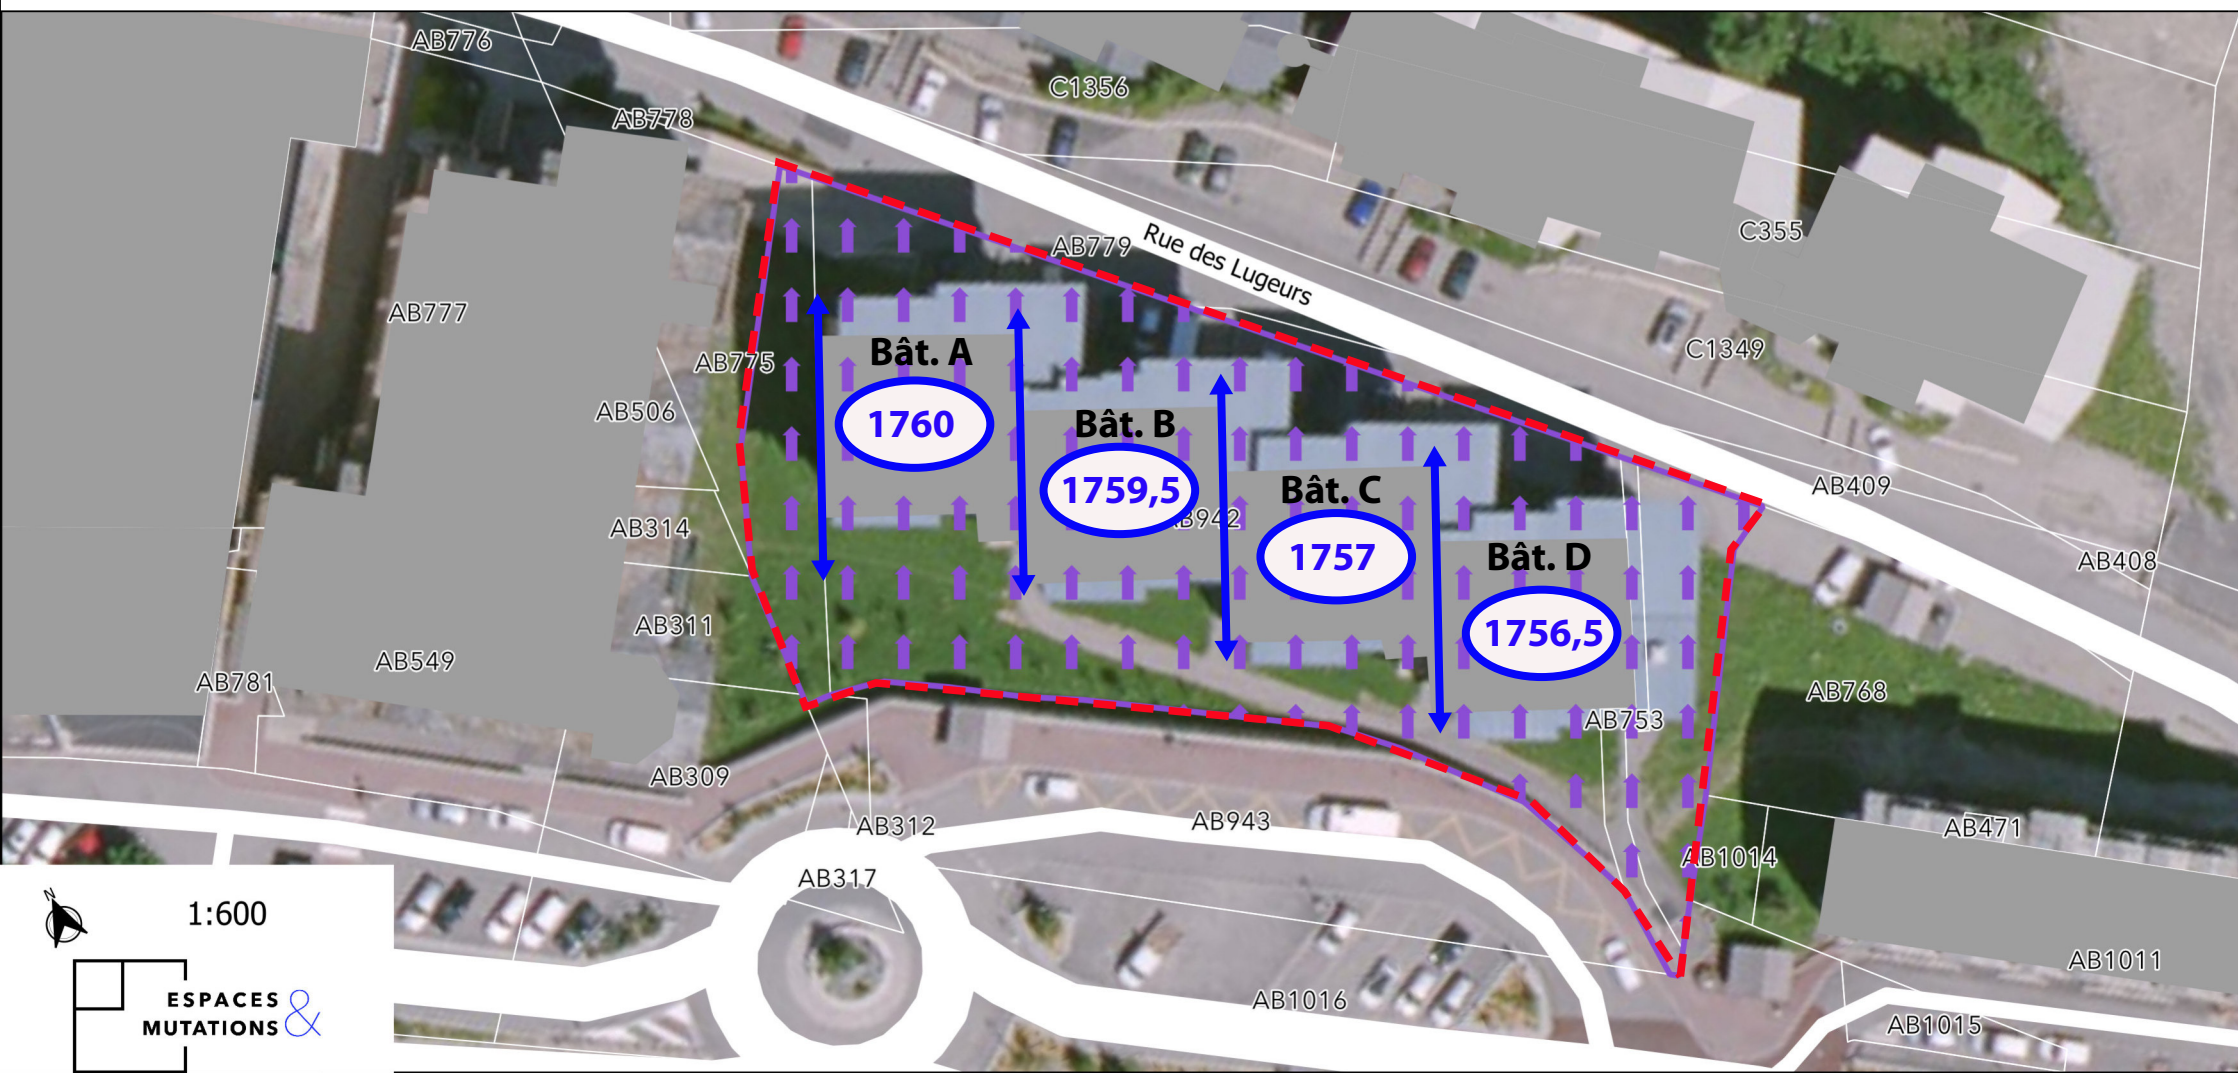 AB776
C1356
AB778
C355
AB779
Rue des Lugeurs
AB777
C1349
AB775
Bât. A
1760
AB506
Bât. B
1759,5
AB942
AB409
Bât. C
1757
AB314
AB408
Bât. D
1756,5
AB311
AB549
AB781
AB768
AB753
AB309
AB312
AB943
AB471
AB1014
AB317
N
1:600
AB1011
AB1016
ESPACES
MUTATIONS &
AB1015